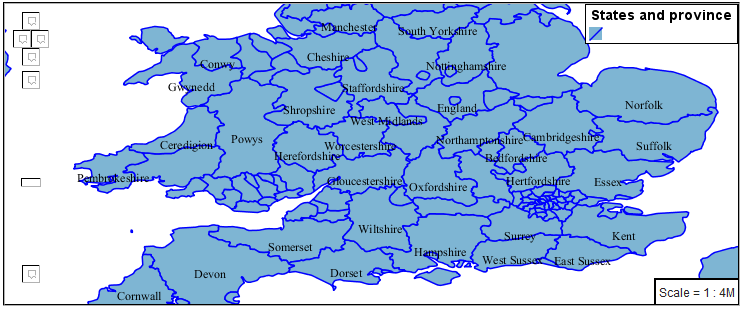 States and province
Manchester
South Yorkshire
Cheshire
Conwy
Nottinghamshire
Gwynedd
Staffordshire
Norfolk
England
Shropshire
West Midlands
Powys
Ceredigion
Worcestershire
Northamptonshire
Cambridgeshire
Suffolk
Herefordshire
Bedfordshire
Pembrokeshire
Gloucestershire
Oxfordshire
Hertfordshire
Essex
Wiltshire
Surrey
Kent
Somerset
Hampshire
West Sussex
East Sussex
Devon
Dorset
Cornwall
Scale = 1 : 4M